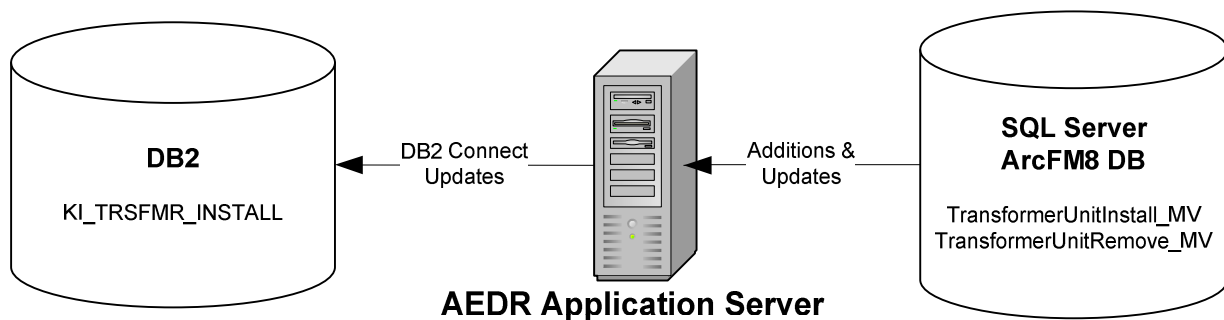 DB2
KI_TRSFMR_INSTALL
DB2 Connect
Updates
AEDR Application Server
Additions &
Updates
SQL Server
ArcFM8 DB
TransformerUnitInstall_MV
TransformerUnitRemove_MV